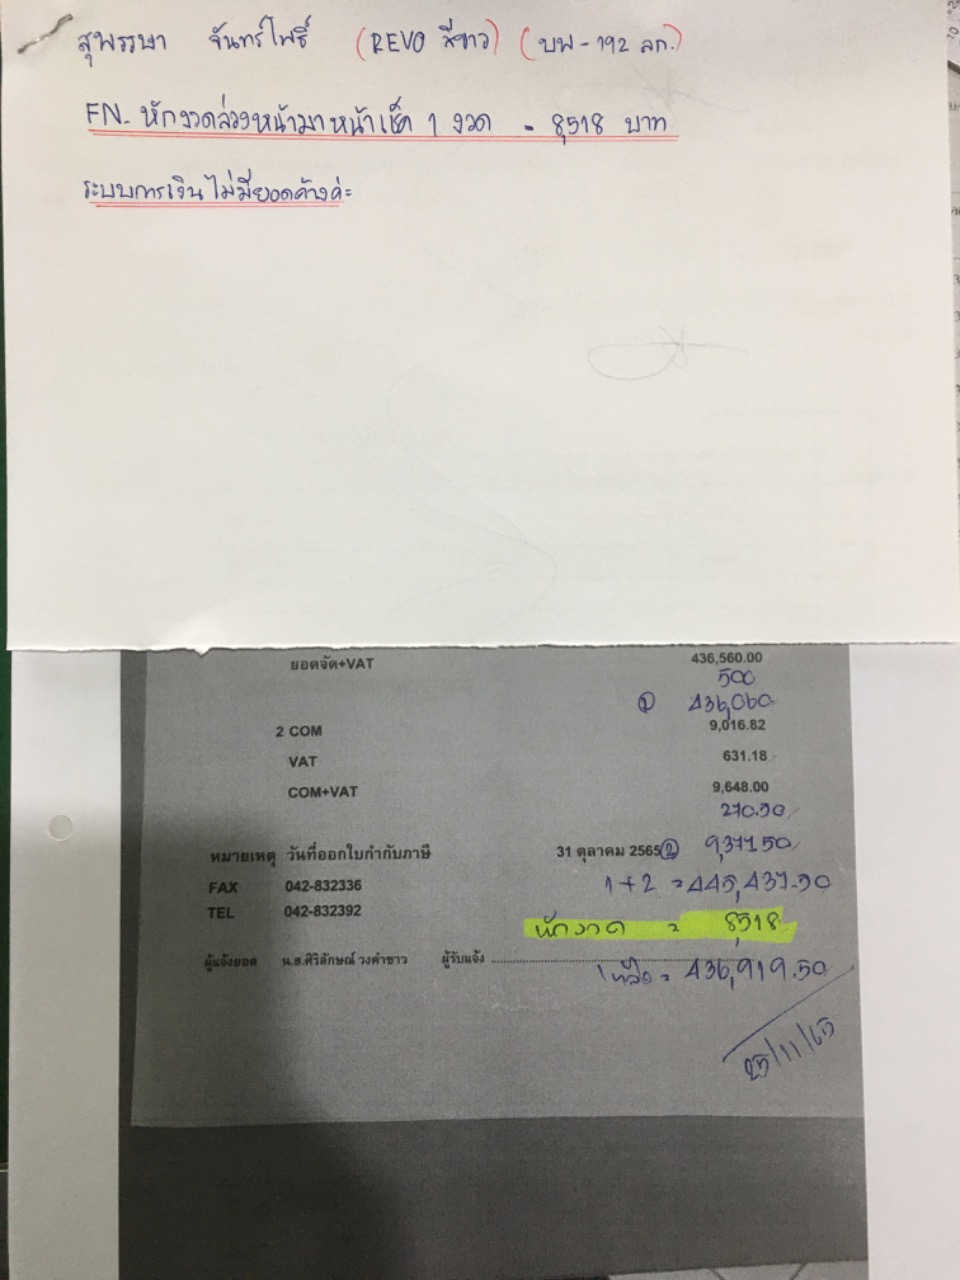 สุพรรษา จันทร์โพธิ์ (REVO สีขาว) (บพ-192 ลก.)
FN. หักงวดล่วงหน้ามาหน้าเช็ค 1 งวด = 8,518 บาท
ระบบการเงินไม่มียอดค้างค่ะ
ยอดจัด+VAT 436,560.00
500
① 436,060
2 COM 9,016.82
VAT 631.18
COM+VAT 9,648.00
270.50
หมายเหตุ วันที่ออกใบกำกับภาษี 31 ตุลาคม 2565 ② 9,377.50
FAX 042-832336 1+2 = 445,437.50
TEL 042-832392
หักงวด = 8,518
ผู้แจ้งยอด น.ส.ศิริลักษณ์ วงคำชาว ผู้รับแจ้ง
เหลือ = 436,919.50
25/11/65